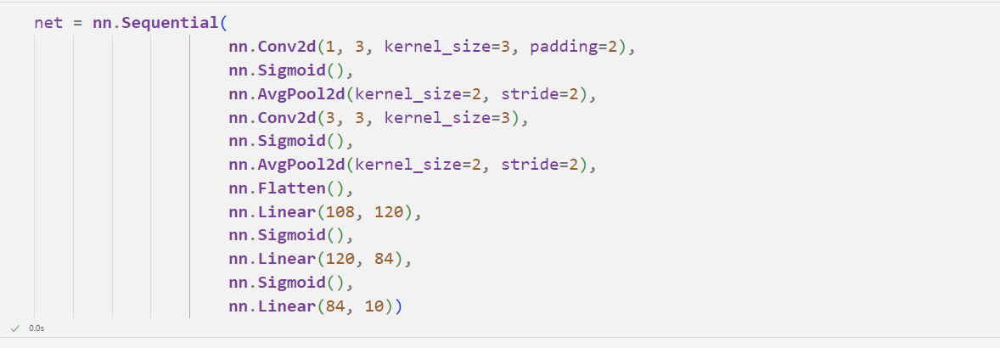 net = nn.Sequential(
nn.Conv2d(1, 3, kernel_size=3, padding=2),
nn.Sigmoid(),
nn.AvgPool2d(kernel_size=2, stride=2),
nn.Conv2d(3, 3, kernel_size=3),
nn.Sigmoid(),
nn.AvgPool2d(kernel_size=2, stride=2),
nn.Flatten(),
nn.Linear(108, 120),
nn.Sigmoid(),
nn.Linear(120, 84),
nn.Sigmoid(),
nn.Linear(84, 10))
0.0s